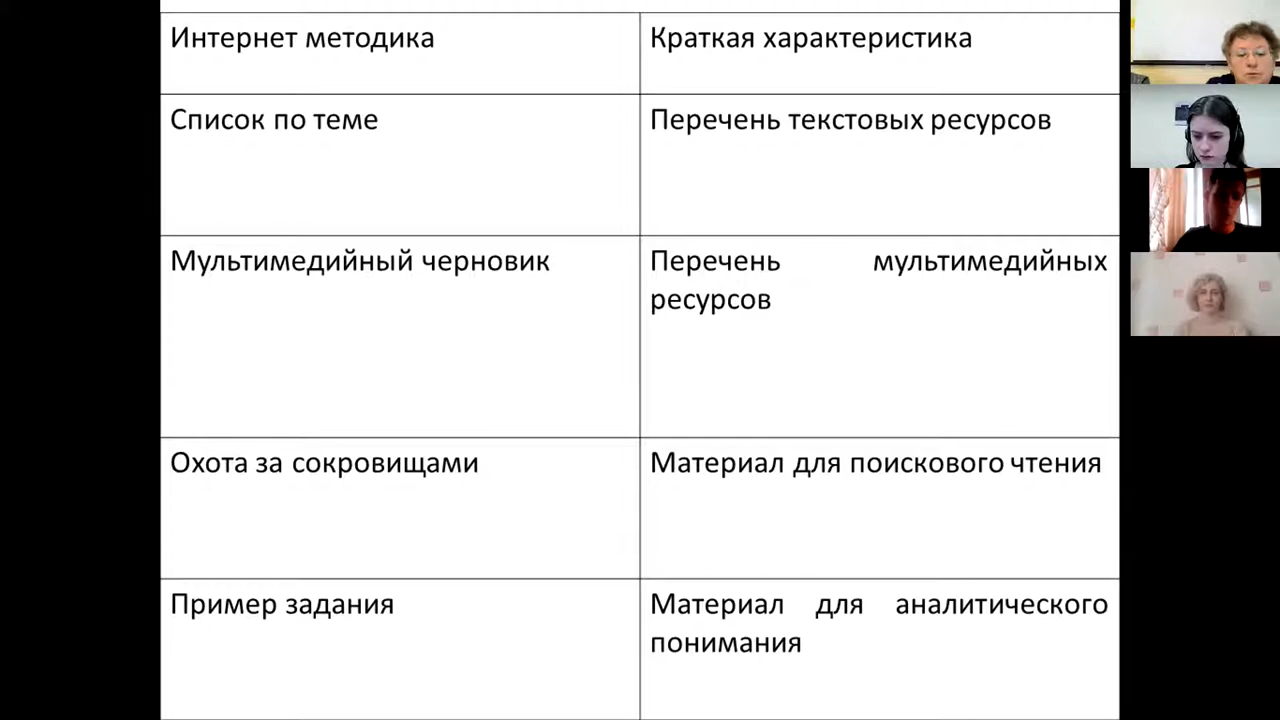 Интернет методика
Краткая характеристика
Список по теме
Перечень текстовых ресурсов
Мультимедийный черновик
Перечень мультимедийных
ресурсов
Охота за сокровищами
Материал для поискового чтения
Пример задания
Материал для аналитического
понимания